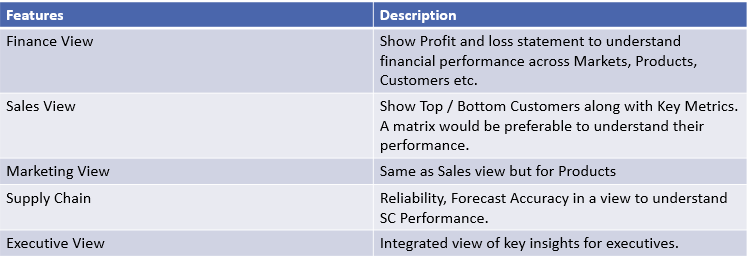 Features Description
Finance View Show Profit and loss statement to understand
financial performance across Markets, Products,
Customers etc.
Sales View Show Top / Bottom Customers along with Key Metrics.
A matrix would be preferable to understand their
performance.
Marketing View Same as Sales view but for Products
Supply Chain Reliability, Forecast Accuracy in a view to understand
SC Performance.
Executive View Integrated view of key insights for executives.